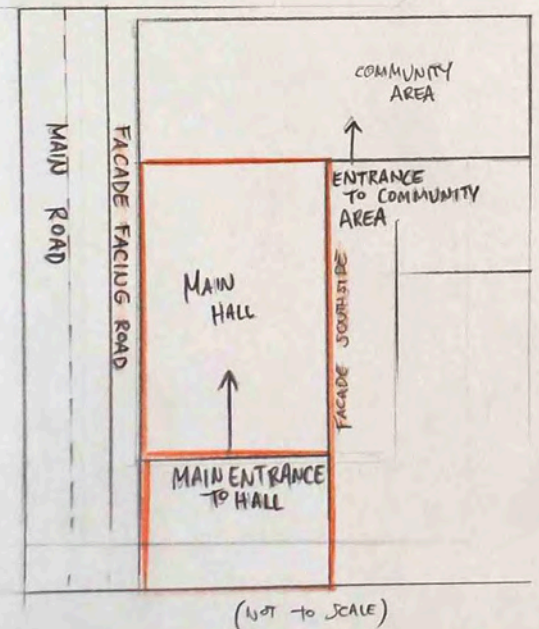 COMMUNITY
AREA
ENTRANCE
TO COMMUNITY
AREA
MAIN ROAD
FACADE FACING ROAD
MAIN
HALL
FACADE SOUTHSIDE
MAIN ENTRANCE
TO HALL
(NOT TO SCALE)